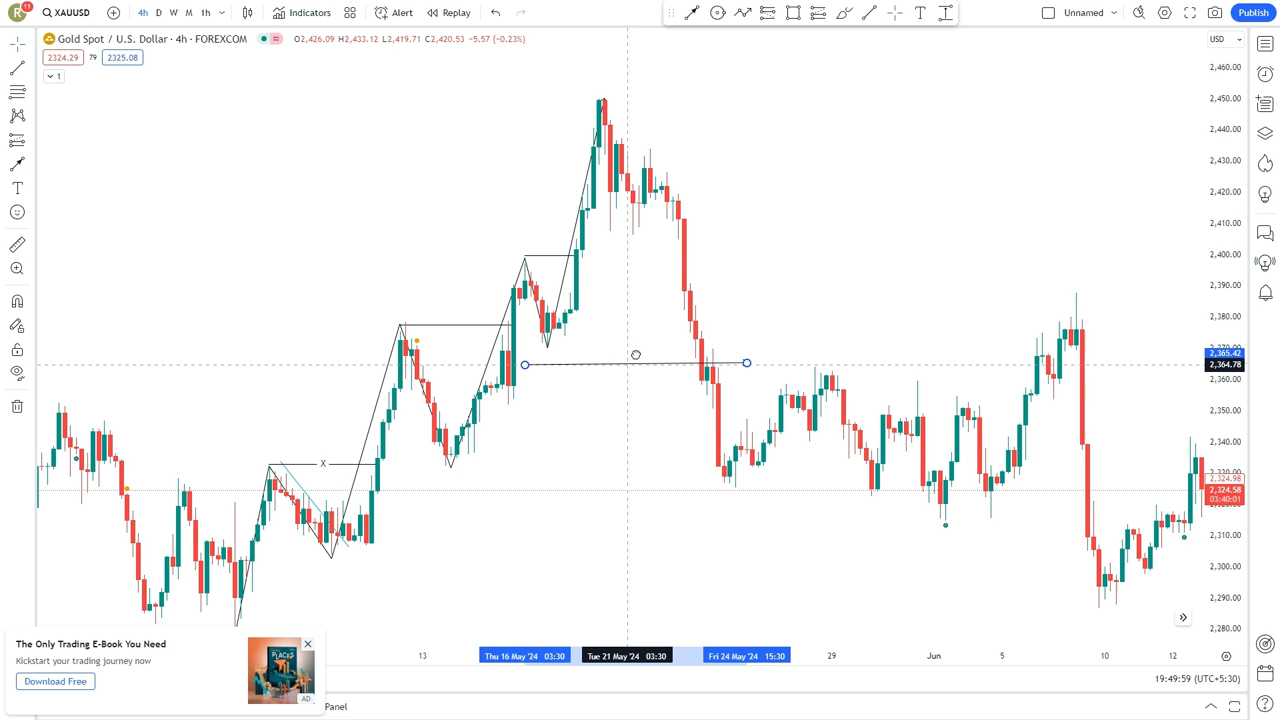 R 11 XAUUSD 4h D W M 1h Indicators Alert Replay Unnamed Publish
Gold Spot / U.S. Dollar · 4h · FOREXCOM O2,426.09 H2,433.12 L2,419.71 C2,420.53 −5.57 (−0.23%) USD
2324.29 79 2325.08
1
2,460.00
2,450.00
2,440.00
2,430.00
2,420.00
2,410.00
2,400.00
2,390.00
2,380.00
2,365.42
2,364.78
2,360.00
2,350.00
2,340.00
X
2,324.98
2,324.58
03:40:01
2,310.00
2,300.00
2,290.00
2,280.00
The Only Trading E-Book You Need
Kickstart your trading journey now
Download Free
AD
13 Thu 16 May '24 03:30 Tue 21 May '24 03:30 Fri 24 May '24 15:30 29 Jun 5 10 12
19:49:59 (UTC+5:30)
Panel